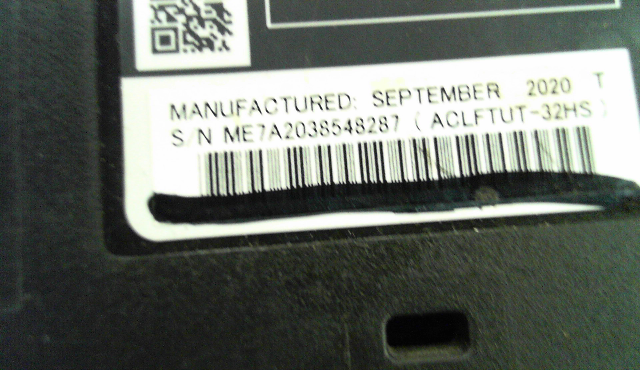 MANUFACTURED: SEPTEMBER 2020 T
S/N ME7A2038548287 (ACLFTUT-32HS)